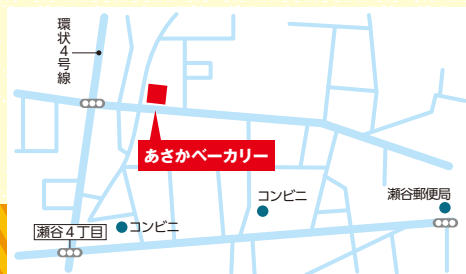 環状4号線
あさかベーカリー
コンビニ
瀬谷郵便局
瀬谷4丁目
コンビニ